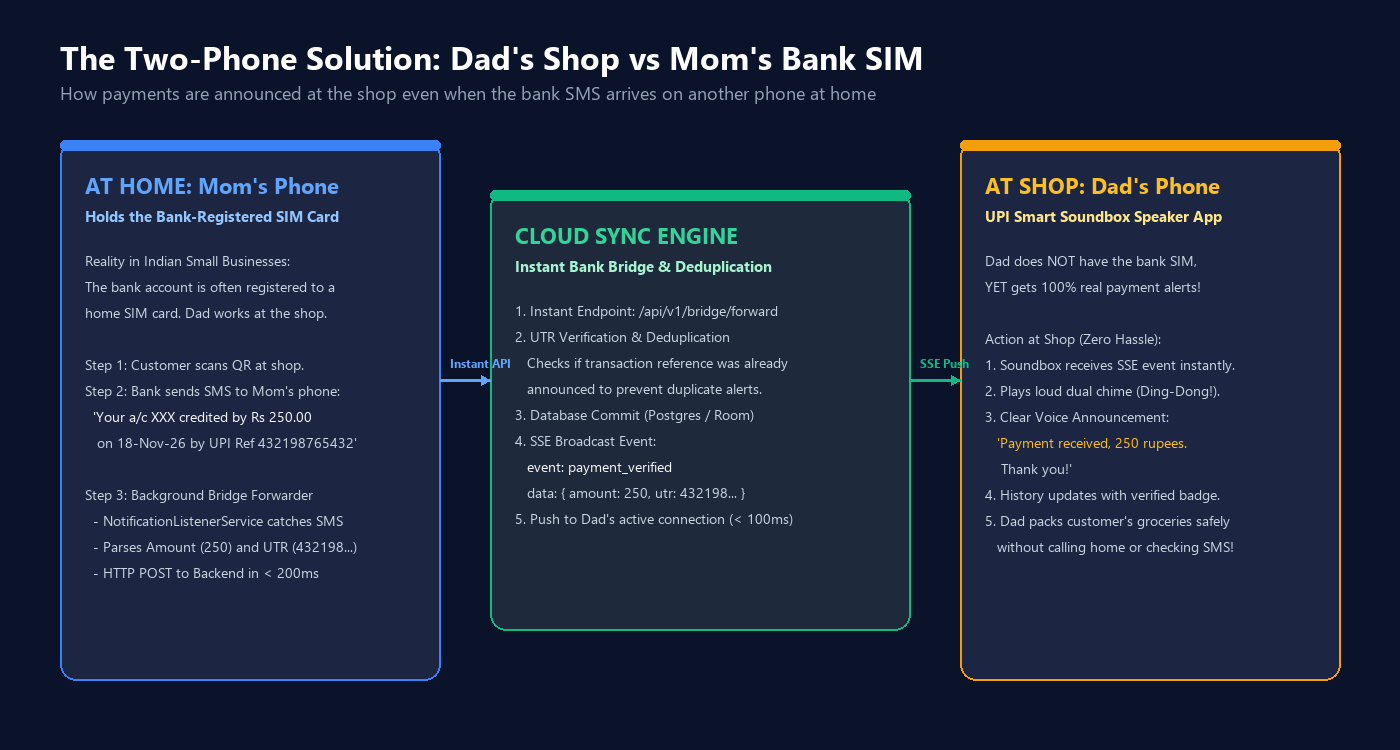 The Two-Phone Solution: Dad's Shop vs Mom's Bank SIM
How payments are announced at the shop even when the bank SMS arrives on another phone at home
AT HOME: Mom's Phone
Holds the Bank-Registered SIM Card
Reality in Indian Small Businesses:
The bank account is often registered to a
home SIM card. Dad works at the shop.
Step 1: Customer scans QR at shop.
Step 2: Bank sends SMS to Mom's phone:
'Your a/c XXX credited by Rs 250.00
on 18-Nov-26 by UPI Ref 432198765432'
Step 3: Background Bridge Forwarder
- NotificationListenerService catches SMS
- Parses Amount (250) and UTR (432198...)
- HTTP POST to Backend in < 200ms
Instant API
CLOUD SYNC ENGINE
Instant Bank Bridge & Deduplication
1. Instant Endpoint: /api/v1/bridge/forward
2. UTR Verification & Deduplication
Checks if transaction reference was already
announced to prevent duplicate alerts.
3. Database Commit (Postgres / Room)
4. SSE Broadcast Event:
event: payment_verified
data: { amount: 250, utr: 432198... }
5. Push to Dad's active connection (< 100ms)
SSE Push
AT SHOP: Dad's Phone
UPI Smart Soundbox Speaker App
Dad does NOT have the bank SIM,
YET gets 100% real payment alerts!
Action at Shop (Zero Hassle):
1. Soundbox receives SSE event instantly.
2. Plays loud dual chime (Ding-Dong!).
3. Clear Voice Announcement:
'Payment received, 250 rupees.
Thank you!'
4. History updates with verified badge.
5. Dad packs customer's groceries safely
without calling home or checking SMS!